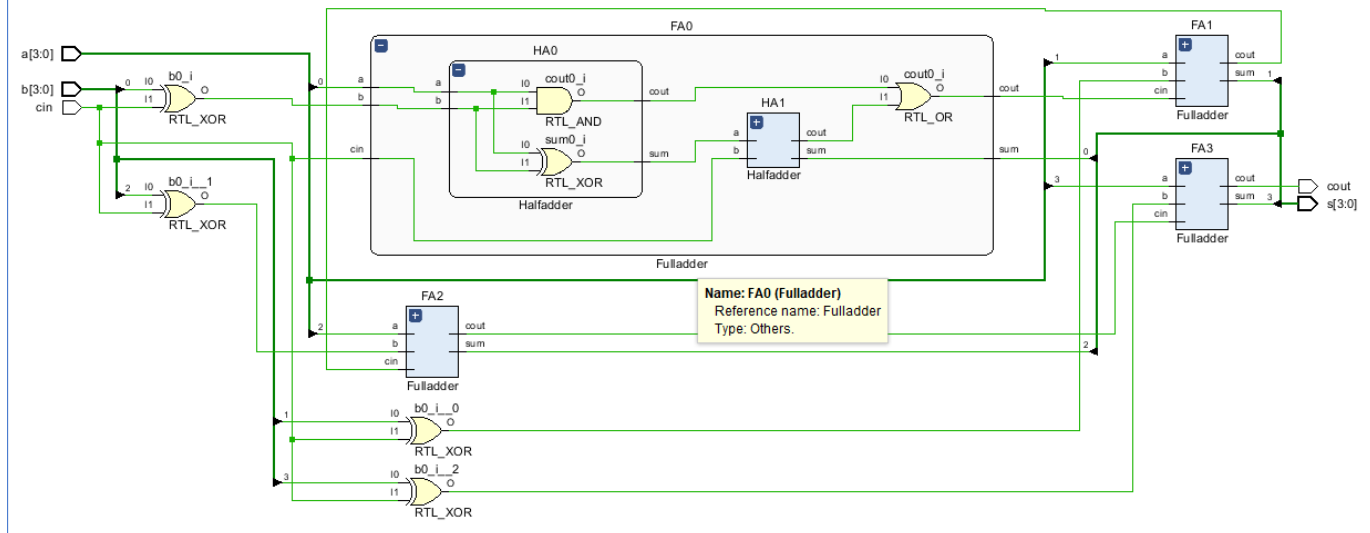 FA0
FA1
a[3:0]
b[3:0]
cin
0
b0_i
I0
I1
O
RTL_XOR
0
a
b
cin
HA0
a
b
I0
I1
cout0_i
O
RTL_AND
I0
I1
sum0_i
O
RTL_XOR
cout
sum
Halfadder
HA1
a
b
cout
sum
Halfadder
I0
I1
cout0_i
O
RTL_OR
cout
sum
Fulladder
1
a
b
cin
cout
sum
1
Fulladder
0
2
b0_i__1
I0
I1
O
RTL_XOR
FA3
3
a
b
cin
cout
sum
3
Fulladder
cout
s[3:0]
Name: FA0 (Fulladder)
Reference name: Fulladder
Type: Others.
FA2
2
a
b
cin
cout
sum
2
Fulladder
1
b0_i__0
I0
I1
O
RTL_XOR
3
b0_i__2
I0
I1
O
RTL_XOR